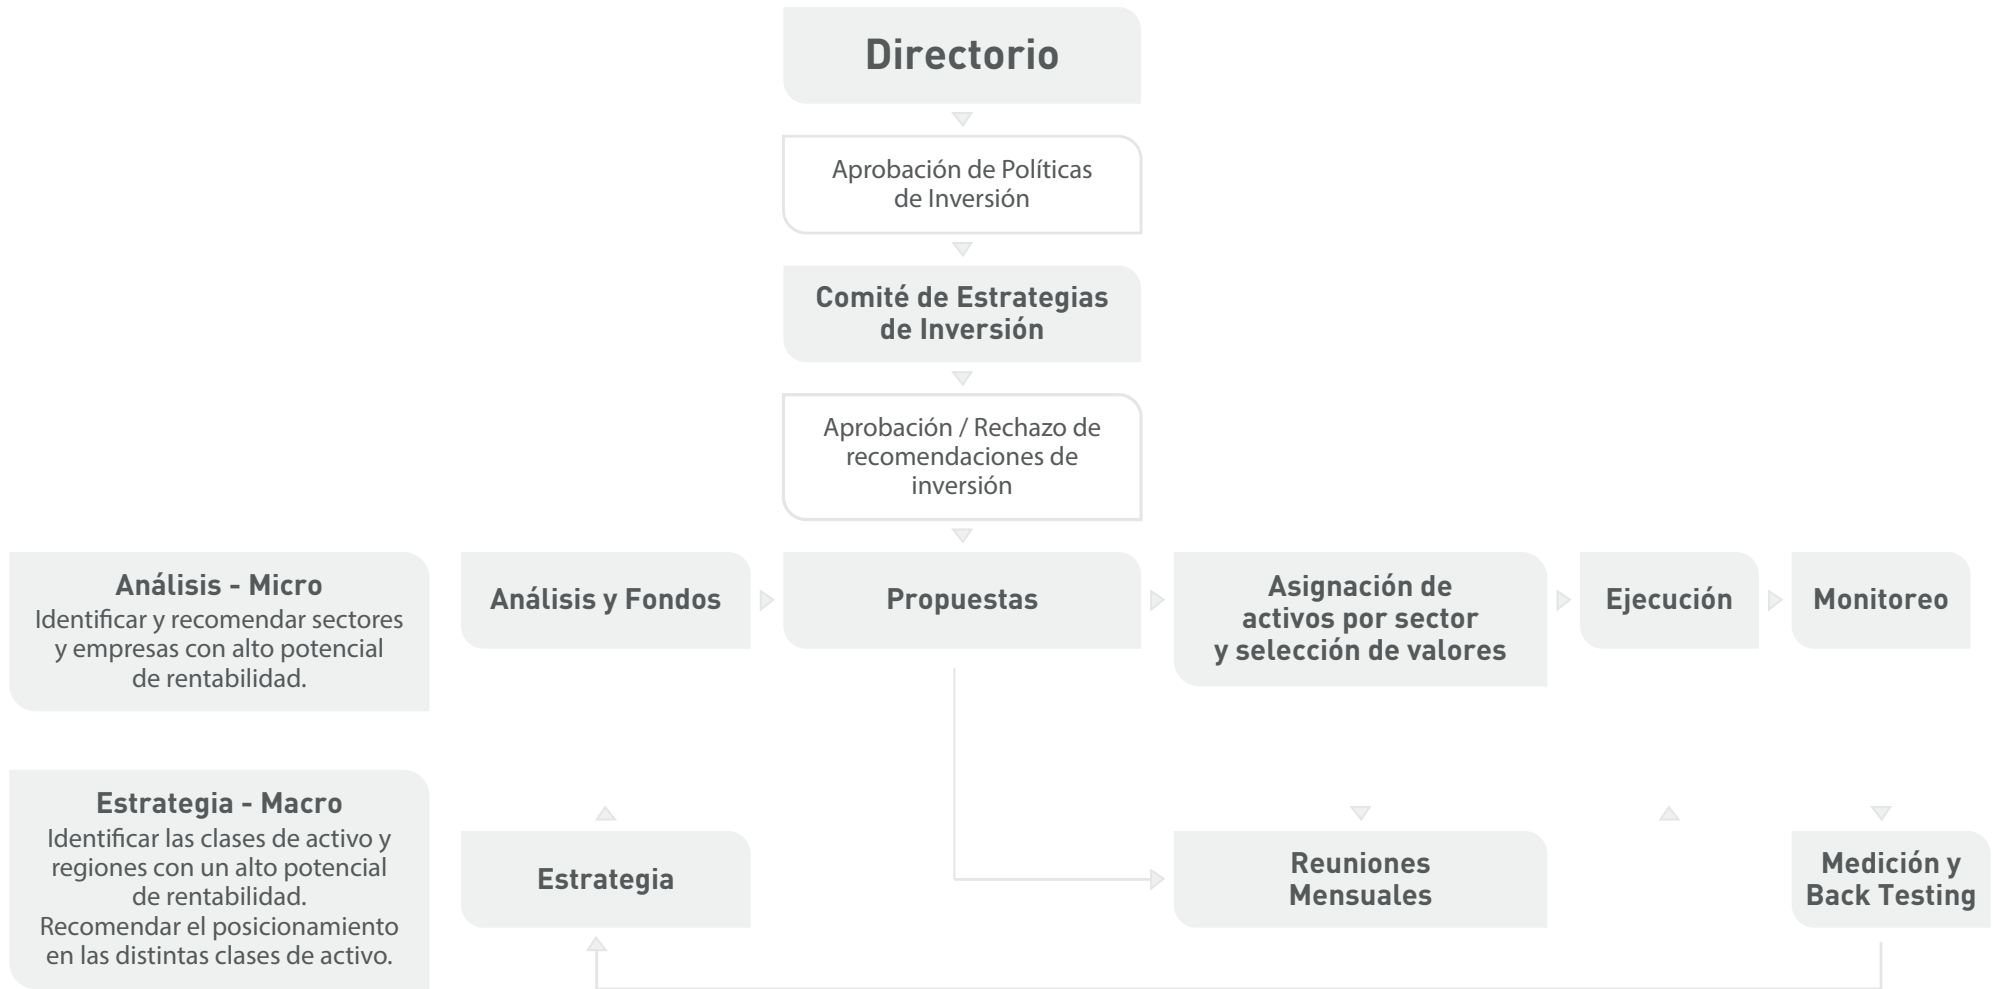 Directorio
Aprobación de Políticas
de Inversión
Comité de Estrategias
de Inversión
Aprobación / Rechazo de
recomendaciones de
inversión
Análisis - Micro
Identificar y recomendar sectores
y empresas con alto potencial
de rentabilidad.
Análisis y Fondos
Propuestas
Asignación de
activos por sector
y selección de valores
Ejecución
Monitoreo
Estrategia - Macro
Identificar las clases de activo y
regiones con un alto potencial
de rentabilidad.
Recomendar el posicionamiento
en las distintas clases de activo.
Estrategia
Reuniones
Mensuales
Medición y
Back Testing